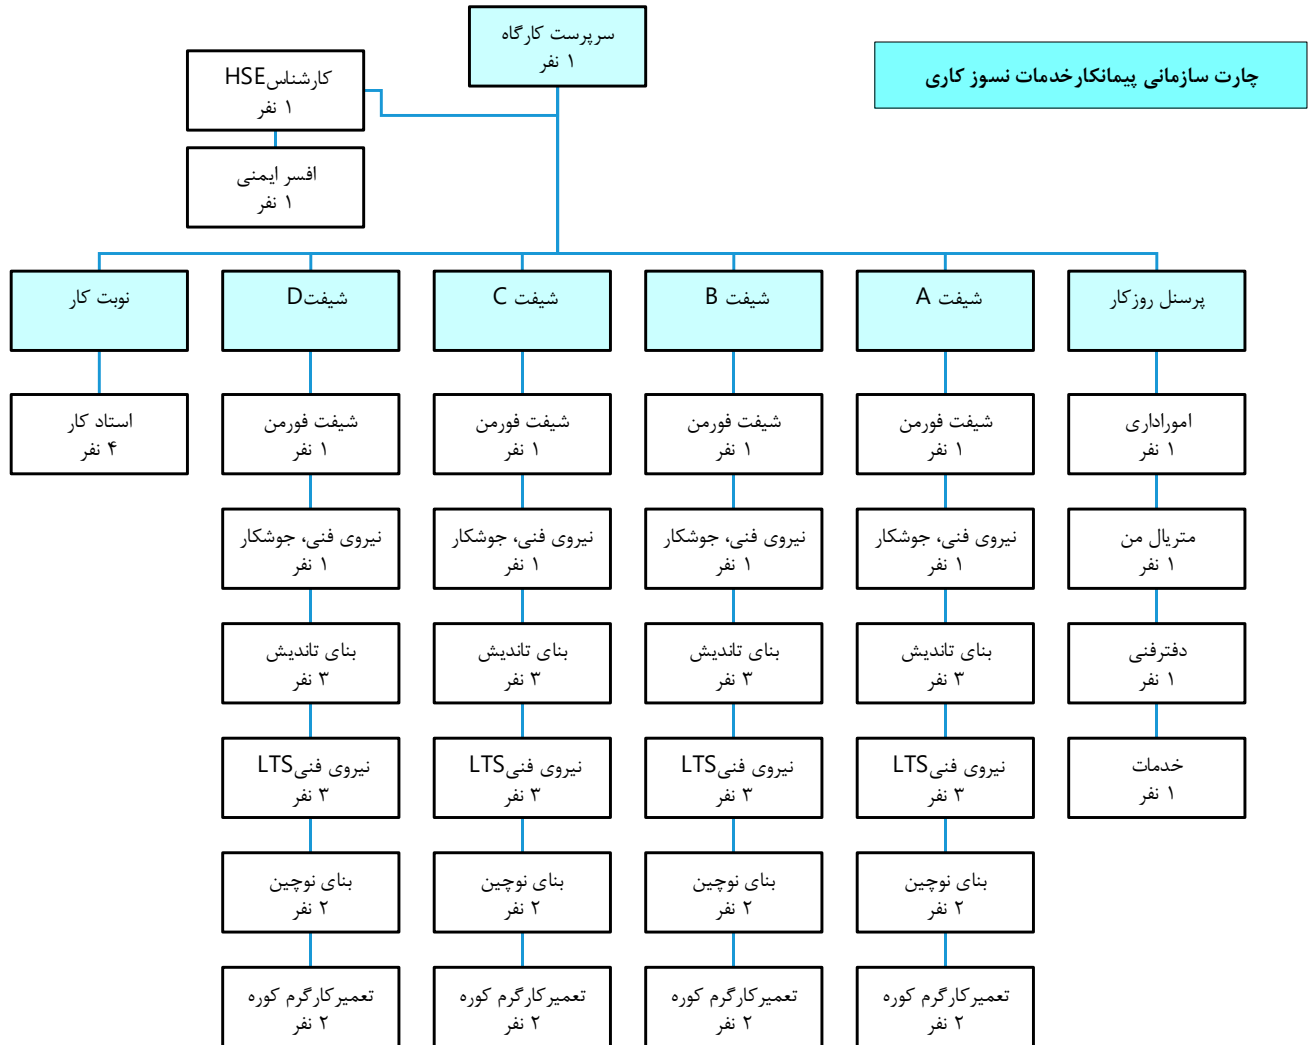 سرپرست کارگاه
۱ نفر
چارت سازمانی پیمانکارخدمات نسوز کاری
کارشناسHSE
۱ نفر
افسر ایمنی
۱ نفر
پرسنل روزکار
شیفت A
شیفت B
شیفت C
شیفتD
نوبت کار
اموراداری
۱ نفر
شیفت فورمن
۱ نفر
شیفت فورمن
۱ نفر
شیفت فورمن
۱ نفر
شیفت فورمن
۱ نفر
استاد کار
۴ نفر
متریال من
۱ نفر
نیروی فنی، جوشکار
۱ نفر
نیروی فنی، جوشکار
۱ نفر
نیروی فنی، جوشکار
۱ نفر
نیروی فنی، جوشکار
۱ نفر
دفترفنی
۱ نفر
بنای تاندیش
۳ نفر
بنای تاندیش
۳ نفر
بنای تاندیش
۳ نفر
بنای تاندیش
۳ نفر
خدمات
۱ نفر
نیروی فنیLTS
۳ نفر
نیروی فنیLTS
۳ نفر
نیروی فنیLTS
۳ نفر
نیروی فنیLTS
۳ نفر
بنای نوچین
۲ نفر
بنای نوچین
۲ نفر
بنای نوچین
۲ نفر
بنای نوچین
۲ نفر
تعمیرکارگرم کوره
۲ نفر
تعمیرکارگرم کوره
۲ نفر
تعمیرکارگرم کوره
۲ نفر
تعمیرکارگرم کوره
۲ نفر